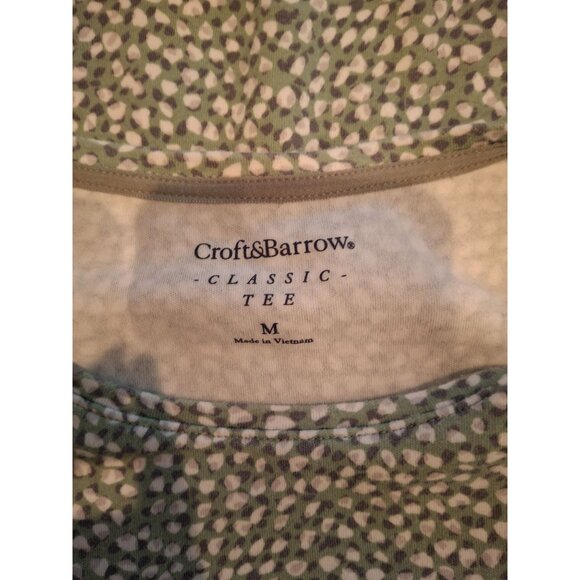 Croft&Barrow®
- CLASSIC -
TEE
M
Made in Vietnam